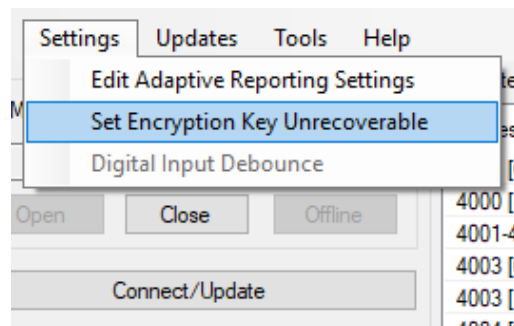 Settings Updates Tools Help
Edit Adaptive Reporting Settings
Set Encryption Key Unrecoverable
Digital Input Debounce
Open Close Offline
4000 [
4001-4
Connect/Update
4003 [
4003 [